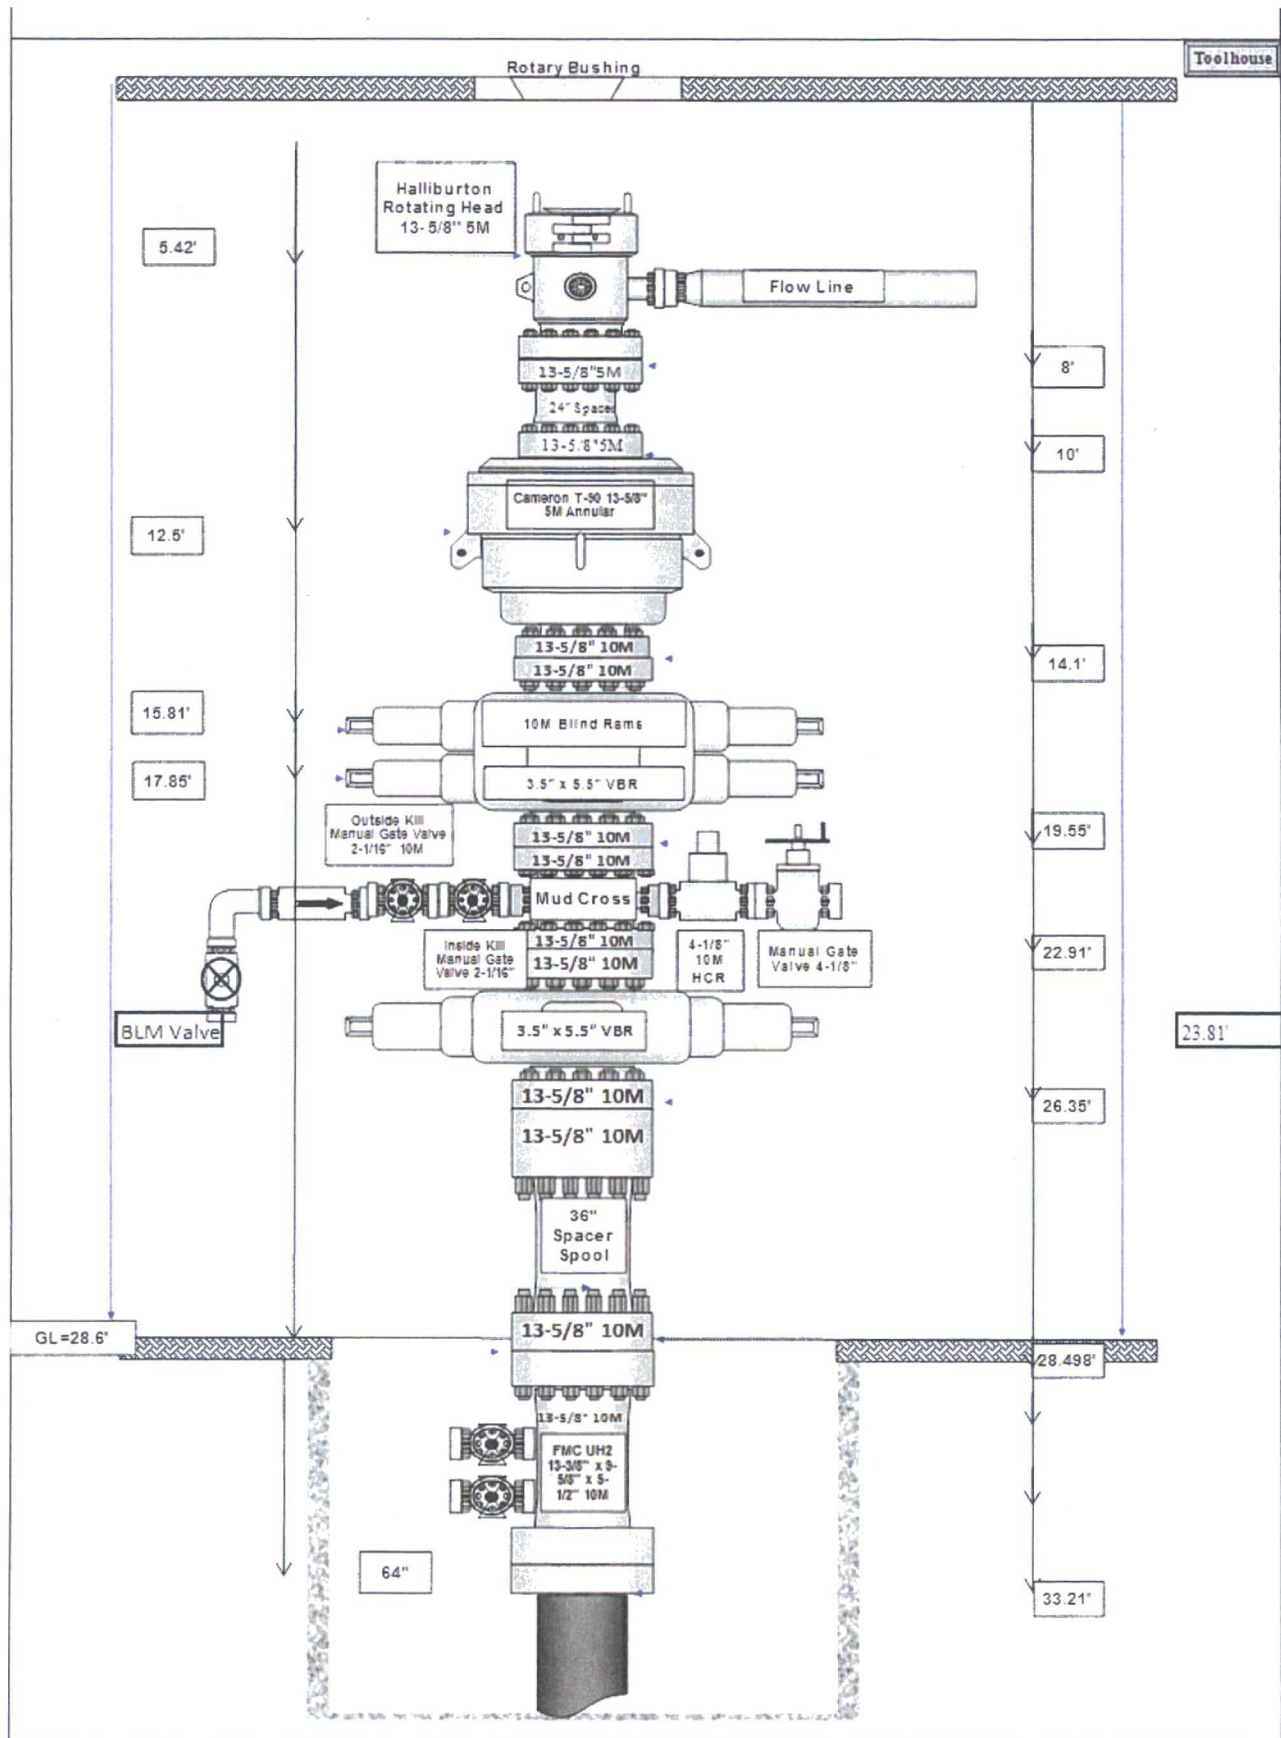 Toolhouse
Rotary Bushing
Halliburton
Rotating Head
13-5/8" 5M
5.42'
Flow Line
8'
13-5/8"5M
24" Spacer
13-5/8"5M
10'
Cameron T-90 13-5/8"
5M Annular
12.5'
13-5/8" 10M
13-5/8" 10M
14.1'
15.81'
10M Blind Rams
17.85'
3.5" x 5.5" VBR
Outside Kill
Manual Gate Valve
2-1/16" 10M
13-5/8" 10M
13-5/8" 10M
19.55'
Mud Cross
Inside Kill
Manual Gate
Valve 2-1/16"
13-5/8" 10M
13-5/8" 10M
4-1/8"
10M
HCR
Manual Gate
Valve 4-1/8"
22.91'
BLM Valve
3.5" x 5.5" VBR
23.81'
13-5/8" 10M
13-5/8" 10M
26.35'
36"
Spacer
Spool
GL=28.6'
13-5/8" 10M
28.498'
13-5/8" 10M
FMC UH2
13-3/8" x 9-
5/8" x 5-
1/2" 10M
64"
33.21"